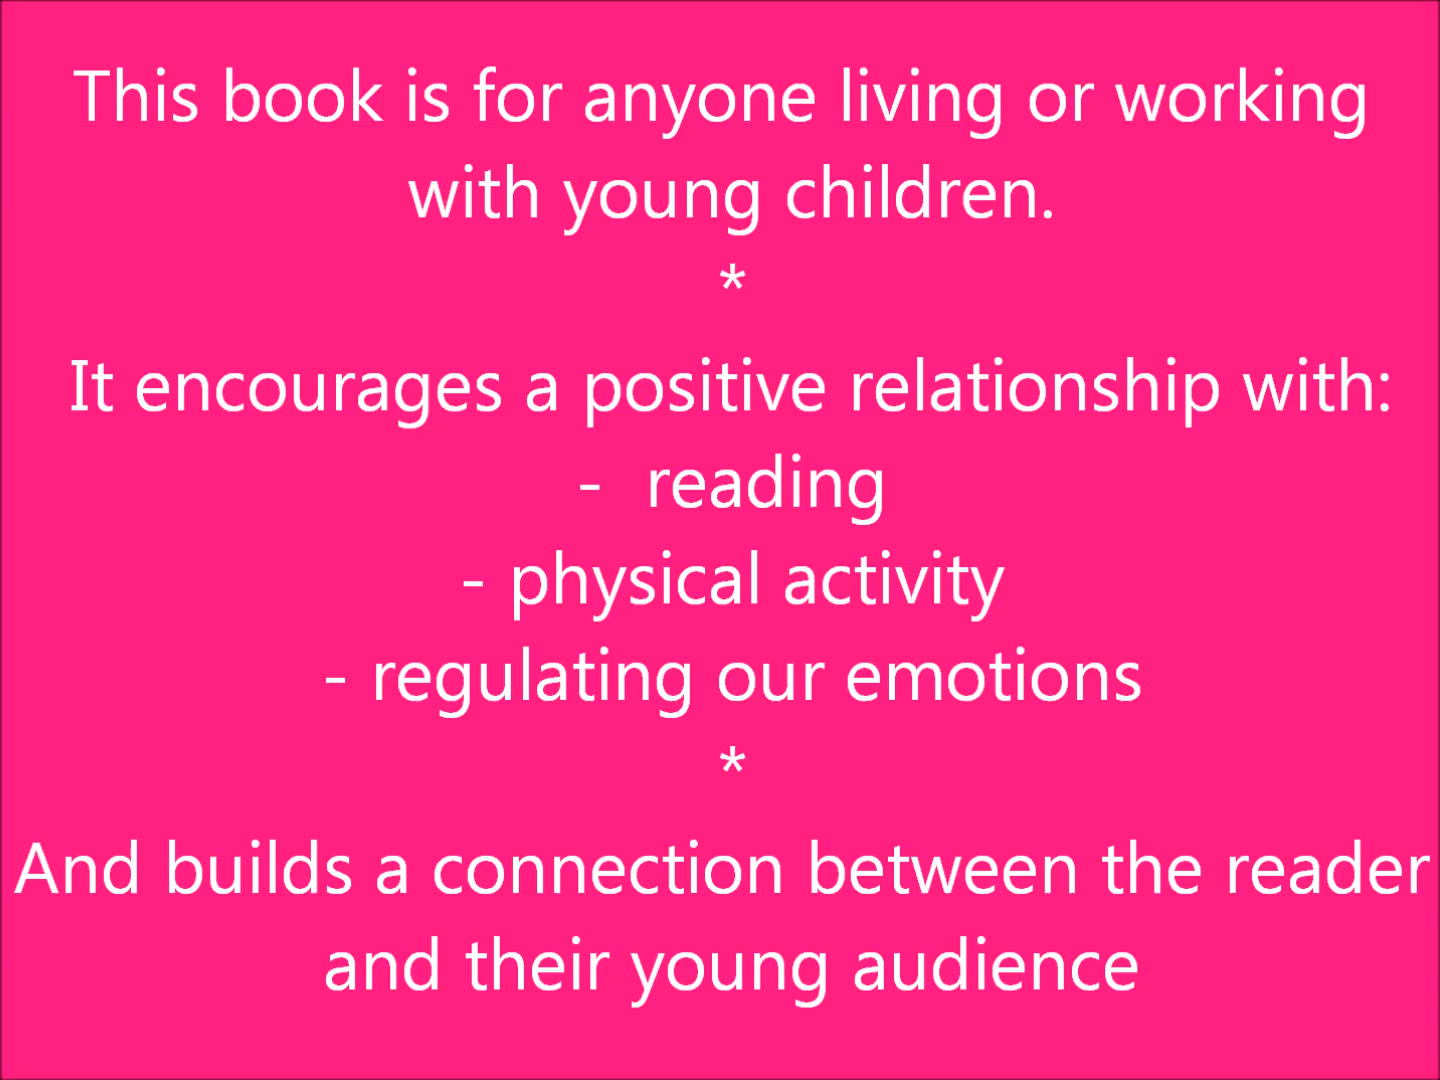 This book is for anyone living or working
with young children.
*
It encourages a positive relationship with:
-  reading
- physical activity
- regulating our emotions
*
And builds a connection between the reader
and their young audience